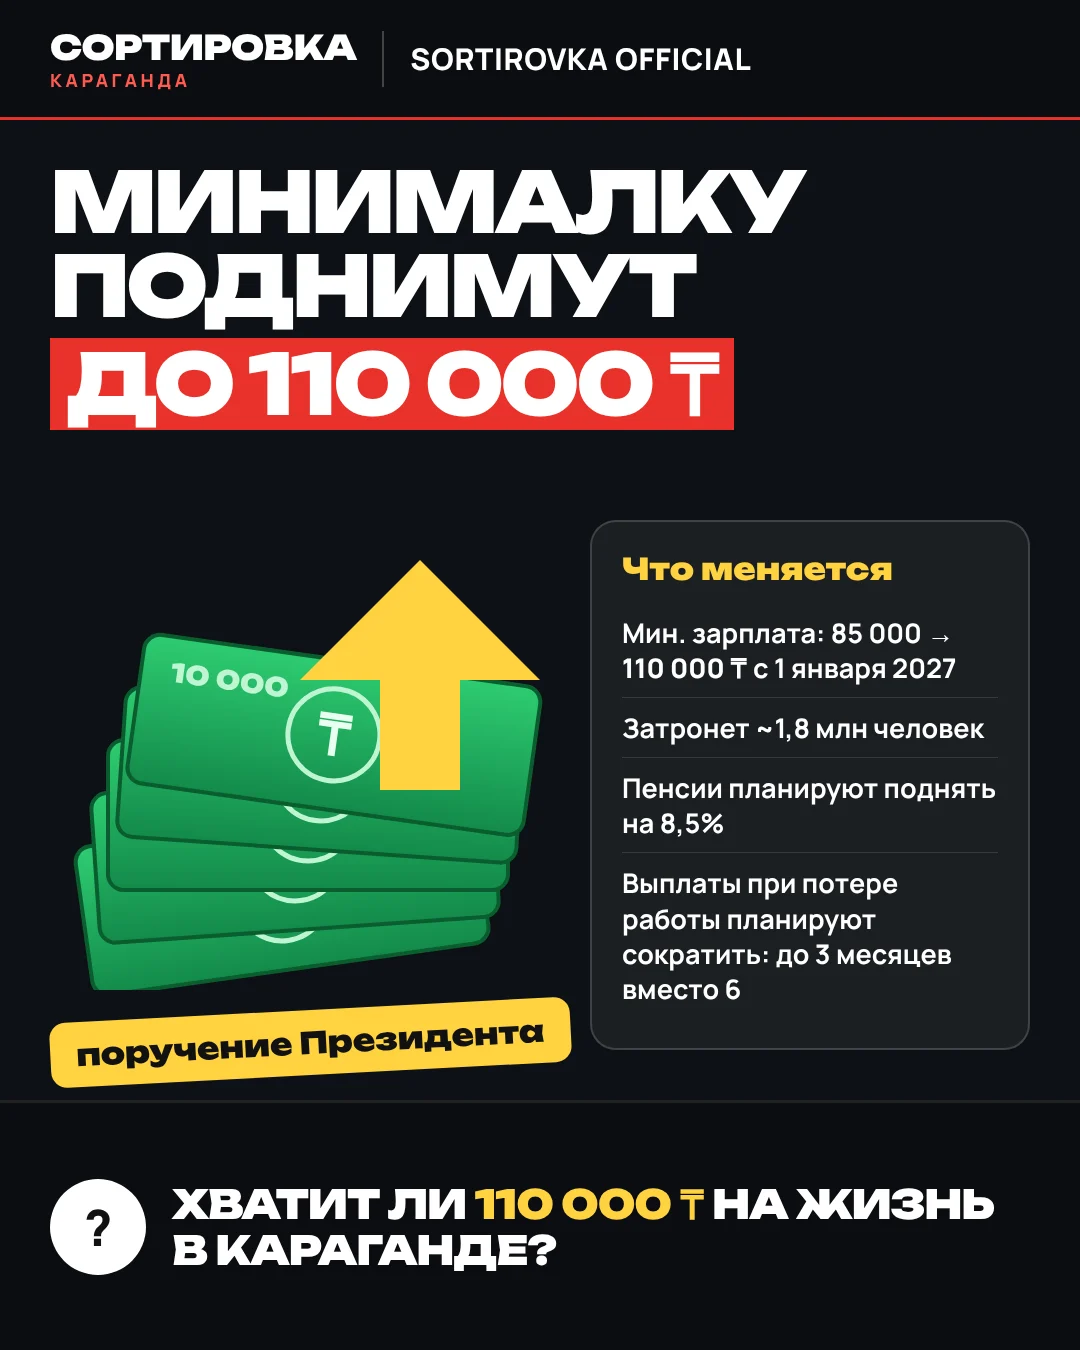 СОРТИРОВКА
КАРАГАНДА
SORTIROVKA OFFICIAL
МИНИМАЛКУ
ПОДНИМУТ
ДО 110 000 ₸
10 000
₸
Что меняется
Мин. зарплата: 85 000 →
110 000 ₸ с 1 января 2027
Затронет ~1,8 млн человек
Пенсии планируют поднять
на 8,5%
Выплаты при потере
работы планируют
сократить: до 3 месяцев
вместо 6
поручение Президента
?
ХВАТИТ ЛИ 110 000 ₸ НА ЖИЗНЬ
В КАРАГАНДЕ?